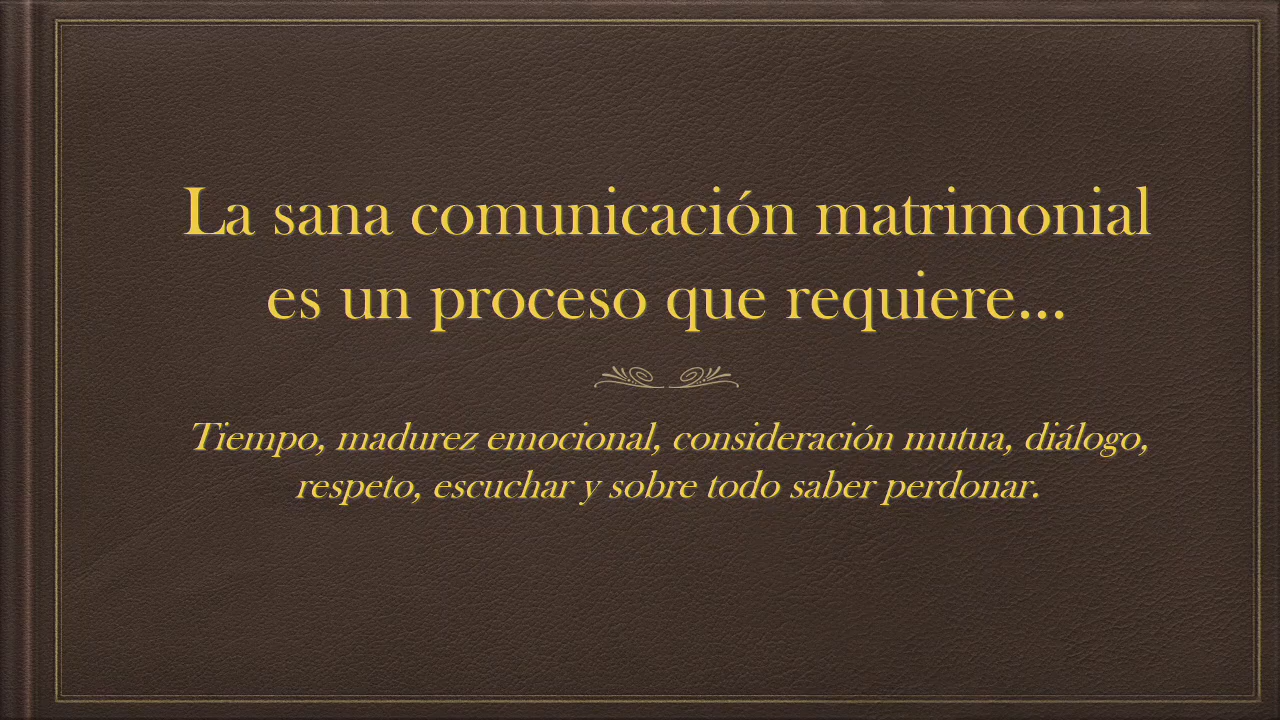 La sana comunicación matrimonial
es un proceso que requiere...
Tiempo, madurez emocional, consideración mutua, diálogo,
respeto, escuchar y sobre todo saber perdonar.